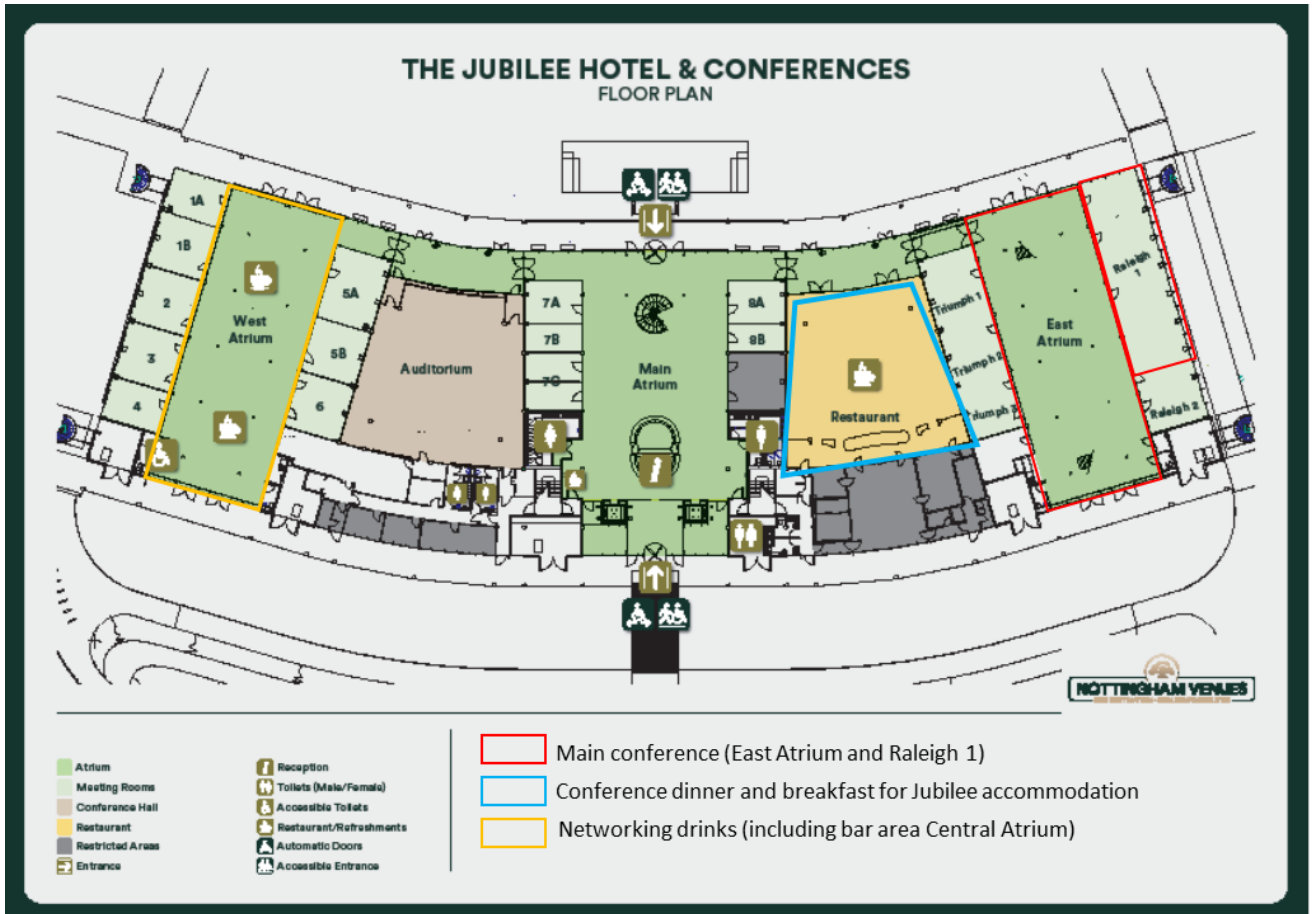 THE JUBILEE HOTEL & CONFERENCES
FLOOR PLAN
1A
1B
2
3
4
West
Atrium
5A
5B
6
Auditorium
7A
7B
7C
Main
Atrium
8A
8B
Restaurant
Triumph 1
Triumph 2
Triumph 3
East
Atrium
Raleigh
1
Raleigh 2
NOTTINGHAM VENUES
Atrium
Meeting Rooms
Conference Hall
Restaurant
Restricted Areas
Entrance
Reception
Toilets (Male/Female)
Accessible Toilets
Restaurant/Refreshments
Automatic Doors
Accessible Entrance
Main conference (East Atrium and Raleigh 1)
Conference dinner and breakfast for Jubilee accommodation
Networking drinks (including bar area Central Atrium)